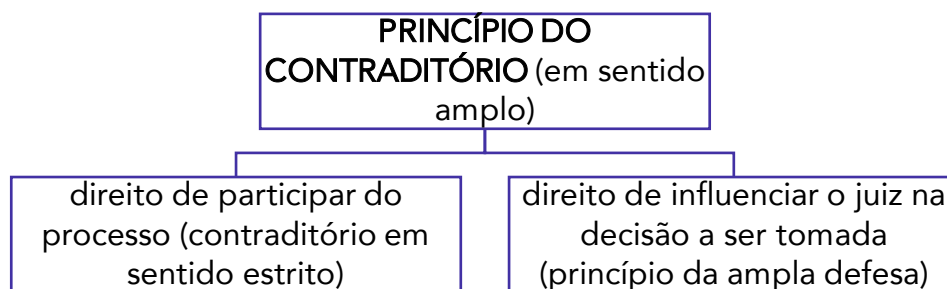 PRINCÍPIO DO
CONTRADITÓRIO (em sentido
amplo)
direito de participar do
processo (contraditório em
sentido estrito)
direito de influenciar o juiz na
decisão a ser tomada
(princípio da ampla defesa)